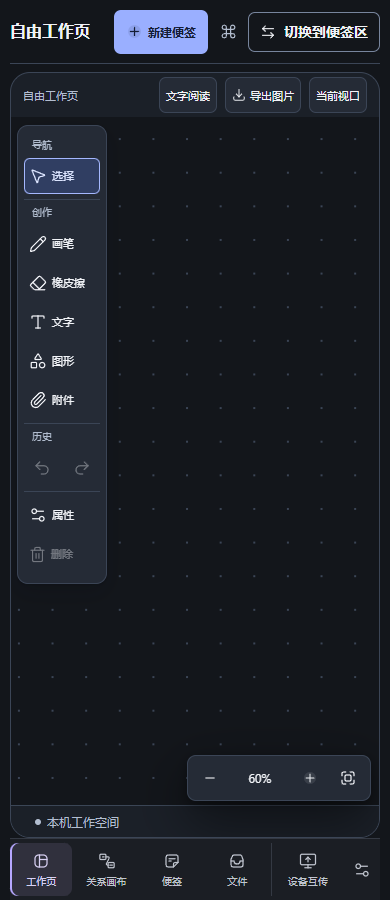 自由工作页
+ 新建便签
⌘
切换到便签区
自由工作页
文字阅读
导出图片
当前视口
导航
选择
创作
画笔
橡皮擦
文字
图形
附件
历史
属性
删除
− 60% +
本机工作空间
工作页
关系画布
便签
文件
设备互传